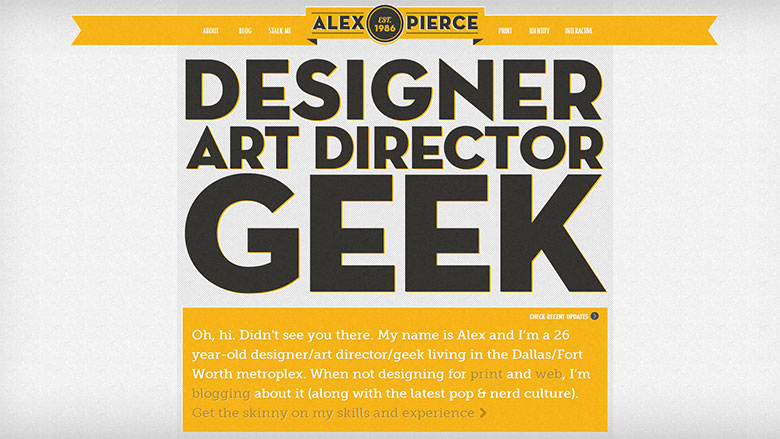 ABOUT BLOG STALK ME ALEX EST. 1986 PIERCE PRINT IDENTITY INTERACTIVE
DESIGNER
ART DIRECTOR
GEEK
CHECK RECENT UPDATES
Oh, hi. Didn't see you there. My name is Alex and I'm a 26
year-old designer/art director/geek living in the Dallas/Fort
Worth metroplex. When not designing for print and web, I'm
blogging about it (along with the latest pop & nerd culture).
Get the skinny on my skills and experience